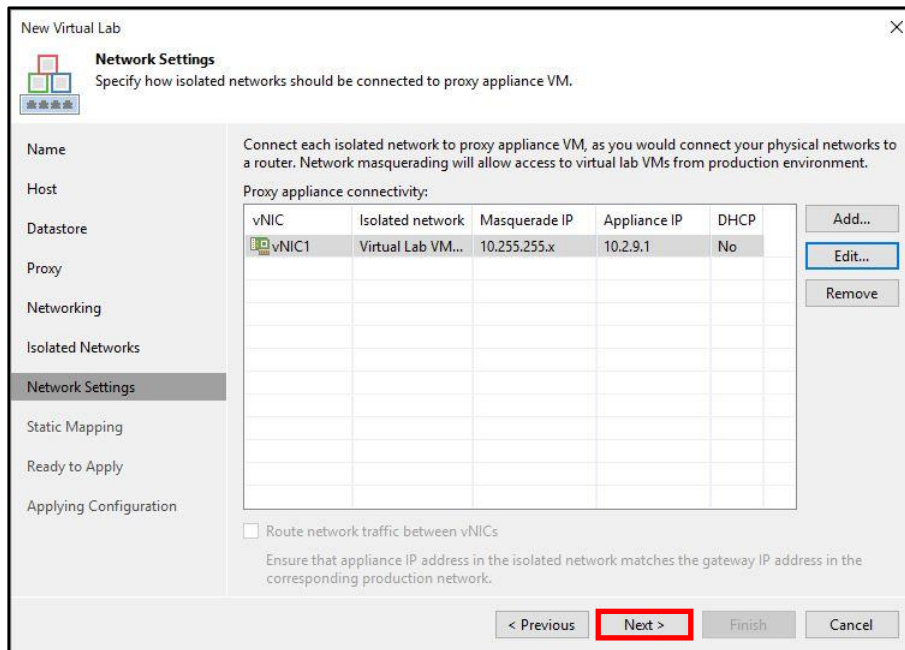 New Virtual Lab
Network Settings
Specify how isolated networks should be connected to proxy appliance VM.
Name
Host
Datastore
Proxy
Networking
Isolated Networks
Network Settings
Static Mapping
Ready to Apply
Applying Configuration
Connect each isolated network to proxy appliance VM, as you would connect your physical networks to
a router. Network masquerading will allow access to virtual lab VMs from production environment.
Proxy appliance connectivity:
vNIC Isolated network Masquerade IP Appliance IP DHCP
vNIC1 Virtual Lab VM... 10.255.255.x 10.2.9.1 No
Add...
Edit...
Remove
Route network traffic between vNICs
Ensure that appliance IP address in the isolated network matches the gateway IP address in the
corresponding production network.
< Previous Next > Finish Cancel